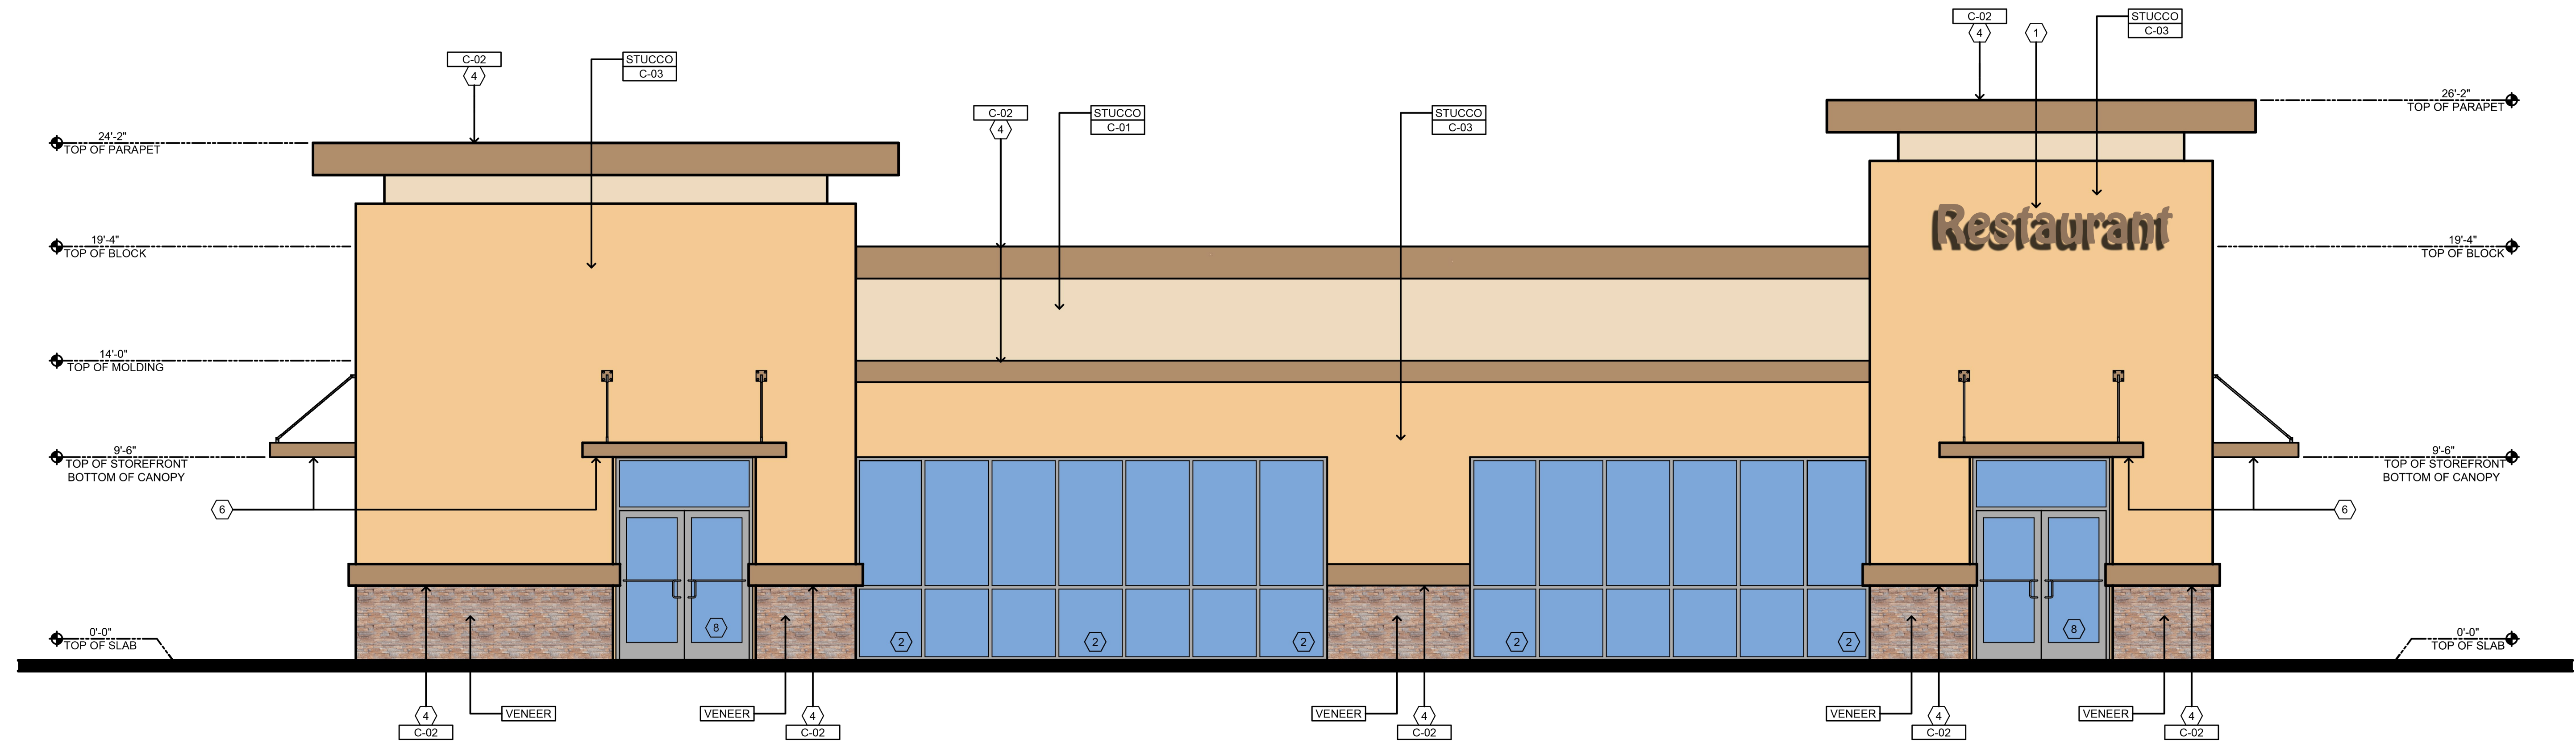 C-02
4
1
STUCCO
C-03
C-02
4
STUCCO
C-03
26'-2"
TOP OF PARAPET
C-02
4
STUCCO
C-01
STUCCO
C-03
24'-2"
TOP OF PARAPET
Restaurant
19'-4"
TOP OF BLOCK
19'-4"
TOP OF BLOCK
14'-0"
TOP OF MOLDING
9'-6"
TOP OF STOREFRONT
BOTTOM OF CANOPY
9'-6"
TOP OF STOREFRONT
BOTTOM OF CANOPY
6
6
0'-0"
TOP OF SLAB
8
2
2
2
2
2
8
0'-0"
TOP OF SLAB
4
C-02
VENEER
VENEER
4
C-02
VENEER
4
C-02
VENEER
4
C-02
VENEER
4
C-02